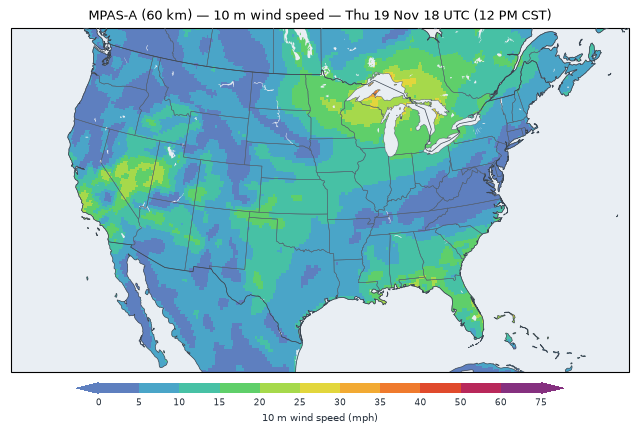 MPAS-A (60 km) — 10 m wind speed — Thu 19 Nov 18 UTC (12 PM CST)
0 5 10 15 20 25 30 35 40 50 60 75
10 m wind speed (mph)